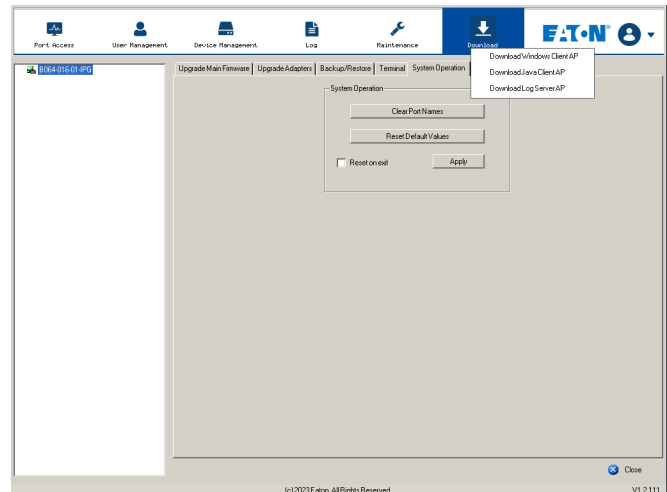 Port Access
User Management
Device Management
Log
Maintenance
Download
EATON
Download Windows Client AP
Download Java Client AP
Download Log Server AP
B064-016-01-IPG
Upgrade Main Firmware
Upgrade Adapters
Backup/Restore
Terminal
System Operation
System Operation
Clear Port Names
Reset Default Values
Reset on exit
Apply
Close
(c) 2023 Eaton. All Rights Reserved.
V1.2.111